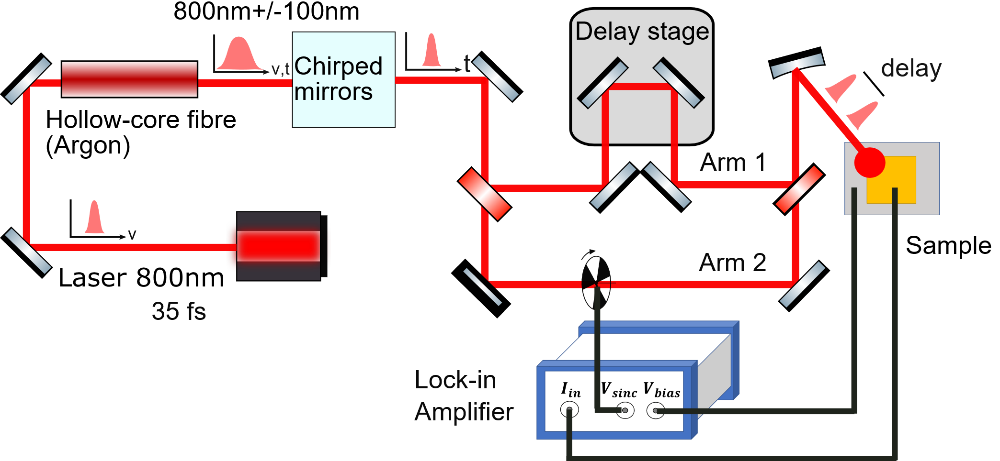 800nm+/-100nm
v,t
Chirped
mirrors
t
Delay stage
delay
Hollow-core fibre
(Argon)
Arm 1
v
Laser 800nm
35 fs
Arm 2
Sample
Lock-in
Amplifier
I_in V_sinc V_bias